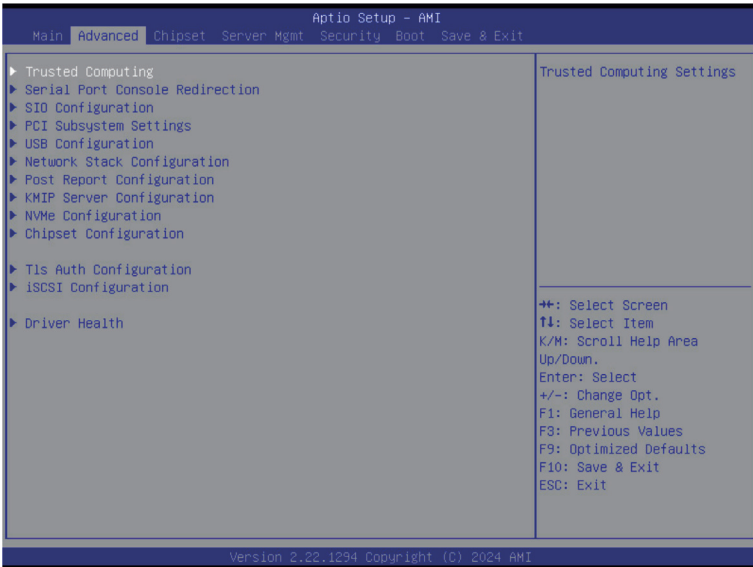 Aptio Setup – AMI
Main Advanced Chipset Server Mgmt Security Boot Save & Exit
Trusted Computing
Serial Port Console Redirection
SIO Configuration
PCI Subsystem Settings
USB Configuration
Network Stack Configuration
Post Report Configuration
KMIP Server Configuration
NVMe Configuration
Chipset Configuration
Tls Auth Configuration
iSCSI Configuration
Driver Health
Trusted Computing Settings
→←: Select Screen
↑↓: Select Item
K/M: Scroll Help Area
Up/Down.
Enter: Select
+/-: Change Opt.
F1: General Help
F3: Previous Values
F9: Optimized Defaults
F10: Save & Exit
ESC: Exit
Version 2.22.1294 Copyright (C) 2024 AMI